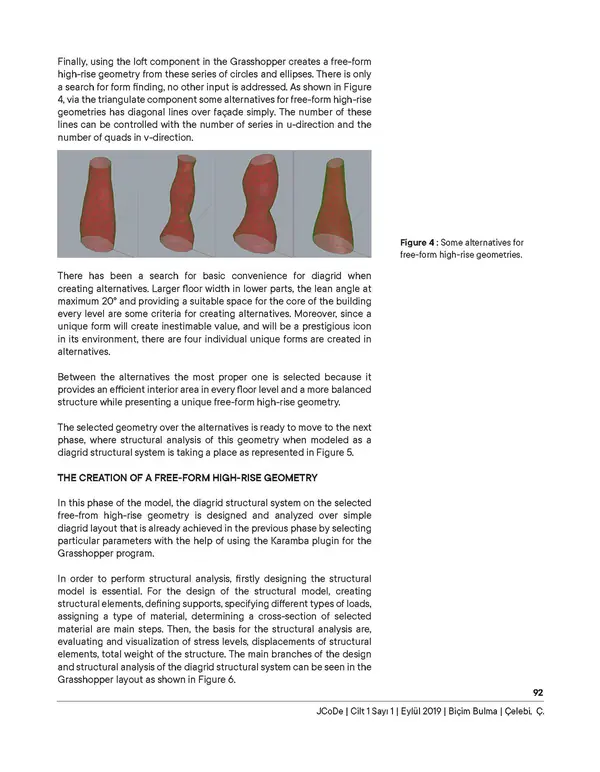 Finally, using the loft component in the Grasshopper creates a free-form
high-rise geometry from these series of circles and ellipses. There is only
a search for form finding, no other input is addressed. As shown in Figure
4, via the triangulate component some alternatives for free-form high-rise
geometries has diagonal lines over façade simply. The number of these
lines can be controlled with the number of series in u-direction and the
number of quads in v-direction.
Figure 4 : Some alternatives for
free-form high-rise geometries.
There has been a search for basic convenience for diagrid when
creating alternatives. Larger floor width in lower parts, the lean angle at
maximum 20° and providing a suitable space for the core of the building
every level are some criteria for creating alternatives. Moreover, since a
unique form will create inestimable value, and will be a prestigious icon
in its environment, there are four individual unique forms are created in
alternatives.
Between the alternatives the most proper one is selected because it
provides an efficient interior area in every floor level and a more balanced
structure while presenting a unique free-form high-rise geometry.
The selected geometry over the alternatives is ready to move to the next
phase, where structural analysis of this geometry when modeled as a
diagrid structural system is taking a place as represented in Figure 5.
THE CREATION OF A FREE-FORM HIGH-RISE GEOMETRY
In this phase of the model, the diagrid structural system on the selected
free-from high-rise geometry is designed and analyzed over simple
diagrid layout that is already achieved in the previous phase by selecting
particular parameters with the help of using the Karamba plugin for the
Grasshopper program.
In order to perform structural analysis, firstly designing the structural
model is essential. For the design of the structural model, creating
structural elements, defining supports, specifying different types of loads,
assigning a type of material, determining a cross-section of selected
material are main steps. Then, the basis for the structural analysis are,
evaluating and visualization of stress levels, displacements of structural
elements, total weight of the structure. The main branches of the design
and structural analysis of the diagrid structural system can be seen in the
Grasshopper layout as shown in Figure 6.
92
JCoDe | Cilt 1 Sayı 1 | Eylül 2019 | Biçim Bulma | Çelebi, Ç.